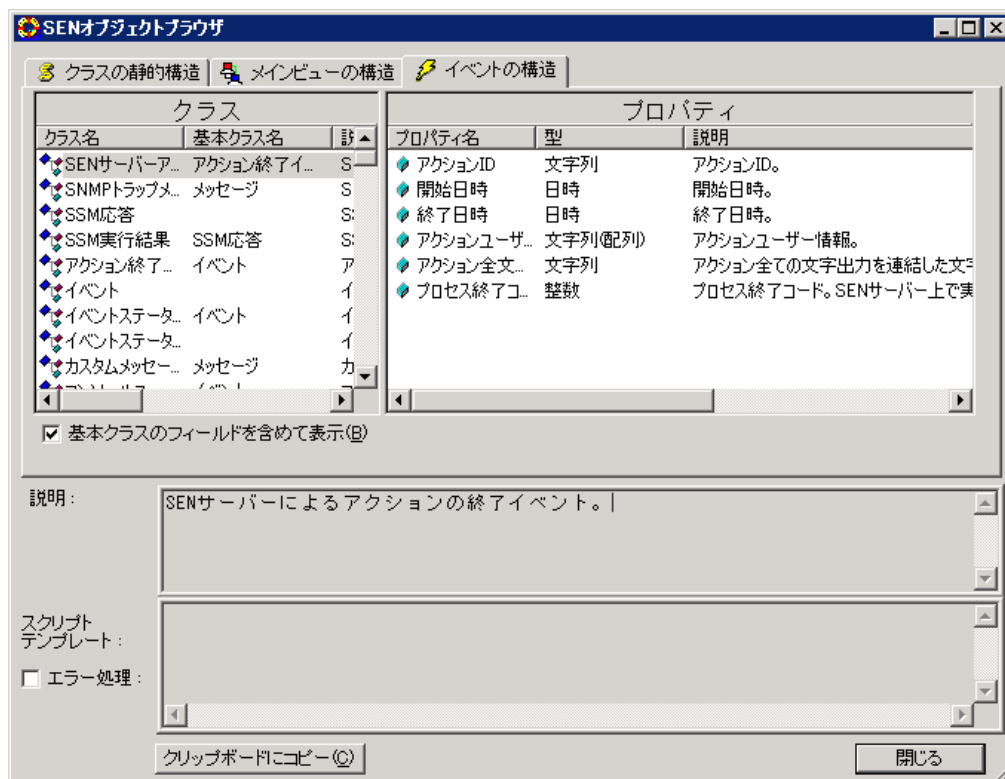 SENオブジェクトブラウザ
クラスの静的構造 メインビューの構造 イベントの構造
クラス
クラス名 基本クラス名
SENサーバーア... アクション終了イ... S
SNMPトラップメ... メッセージ S
SSM応答
SSM実行結果 SSM応答
アクション終了... イベント ア
イベント イ
イベントステータ... イベント イ
イベントステータ... イ
カスタムメッセー... メッセージ カ
プロパティ
プロパティ名 型 説明
アクションID 文字列 アクションID。
開始日時 日時 開始日時。
終了日時 日時 終了日時。
アクションユーザ... 文字列(配列) アクションユーザー情報。
アクション全文... 文字列 アクション全ての文字出力を連結した文字
プロセス終了コ... 整数 プロセス終了コード。SENサーバー上で実
基本クラスのフィールドを含めて表示(B)
説明:
SENサーバーによるアクションの終了イベント。
スクリプト
テンプレート:
エラー処理:
クリップボードにコピー(C) 閉じる